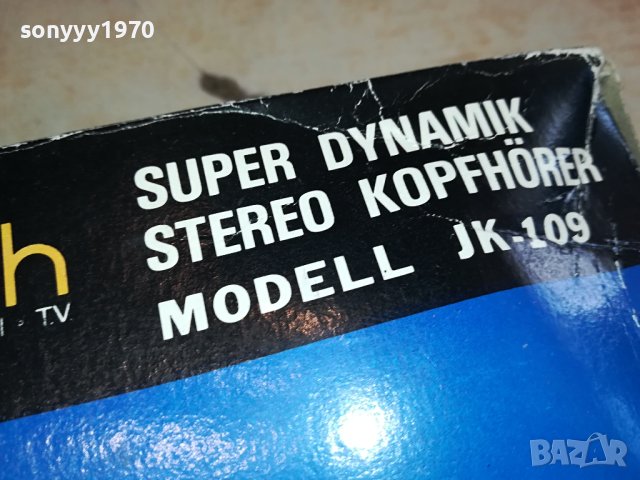 sonyyy1970
SUPER DYNAMIK
STEREO KOPFHÖRER
MODELL JK-109
h
I · T.V.
BAZAR